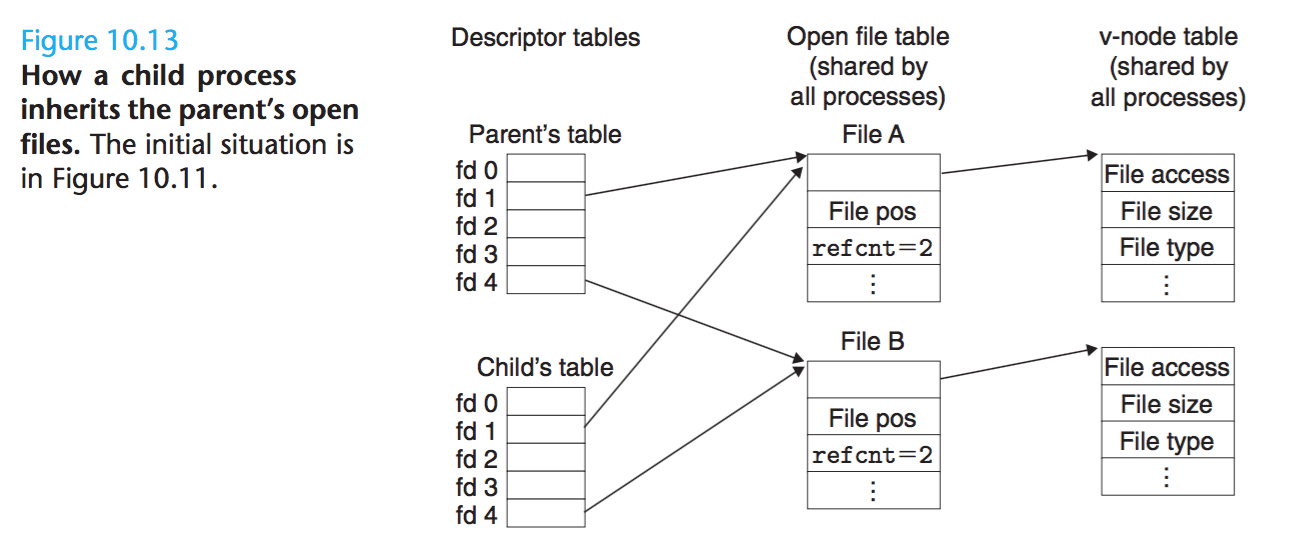 Figure 10.13
How a child process
inherits the parent's open
files. The initial situation is
in Figure 10.11.
Descriptor tables
Open file table
(shared by
all processes)
v-node table
(shared by
all processes)
Parent's table
fd 0
fd 1
fd 2
fd 3
fd 4
File A
File pos
refcnt=2
⋮
File access
File size
File type
⋮
Child's table
fd 0
fd 1
fd 2
fd 3
fd 4
File B
File pos
refcnt=2
⋮
File access
File size
File type
⋮